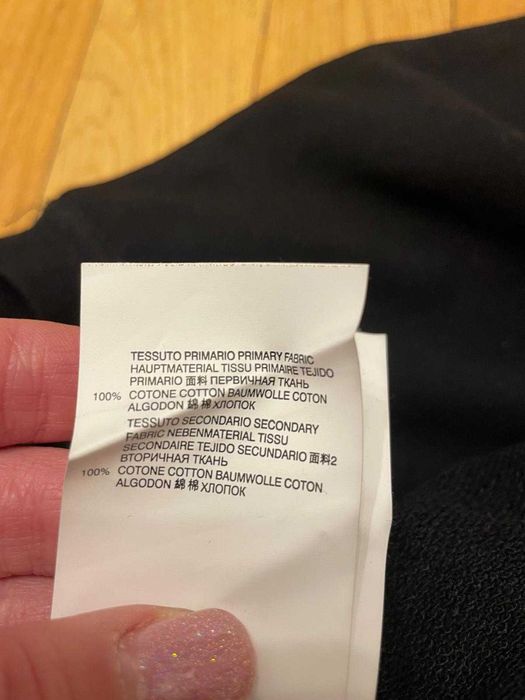 TESSUTO PRIMARIO PRIMARY FABRIC
HAUPTMATERIAL TISSU PRIMAIRE TEJIDO
PRIMARIO 面料 ПЕРВИЧНАЯ ТКАНЬ
100% COTONE COTTON BAUMWOLLE COTON
ALGODON 綿 棉 ХЛОПОК
TESSUTO SECONDARIO SECONDARY
FABRIC NEBENMATERIAL TISSU
SECONDAIRE TEJIDO SECUNDARIO 面料2
ВТОРИЧНАЯ ТКАНЬ
100% COTONE COTTON BAUMWOLLE COTON
ALGODON 綿 棉 ХЛОПОК